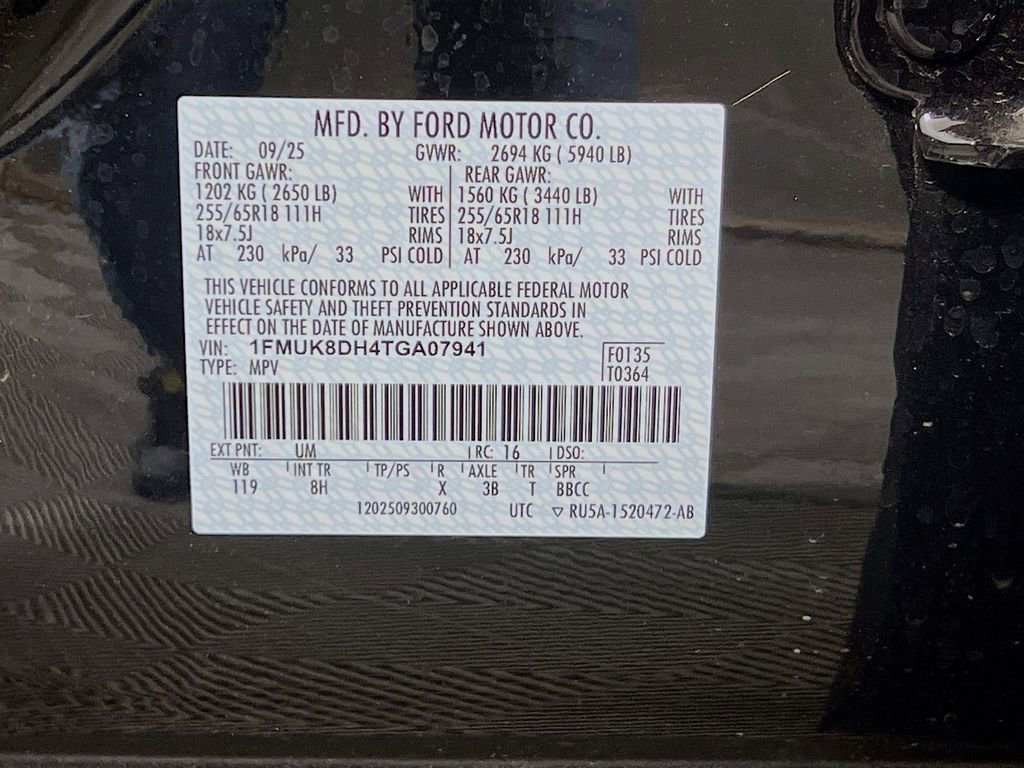 MFD. BY FORD MOTOR CO.
DATE: 09/25 GVWR: 2694 KG ( 5940 LB)
FRONT GAWR: REAR GAWR:
1202 KG ( 2650 LB) WITH 1560 KG ( 3440 LB) WITH
255/65R18 111H TIRES 255/65R18 111H TIRES
18x7.5J RIMS 18x7.5J RIMS
AT 230 kPa/ 33 PSI COLD AT 230 kPa/ 33 PSI COLD
THIS VEHICLE CONFORMS TO ALL APPLICABLE FEDERAL MOTOR
VEHICLE SAFETY AND THEFT PREVENTION STANDARDS IN
EFFECT ON THE DATE OF MANUFACTURE SHOWN ABOVE.
VIN: 1FMUK8DH4TGA07941 F0135
TYPE: MPV T0364
EXT PNT: UM RC: 16 DSO:
WB INT TR TP/PS R AXLE TR SPR
119 8H X 3B T BBCC
1202509300760 UTC ▽ RU5A-1520472-AB